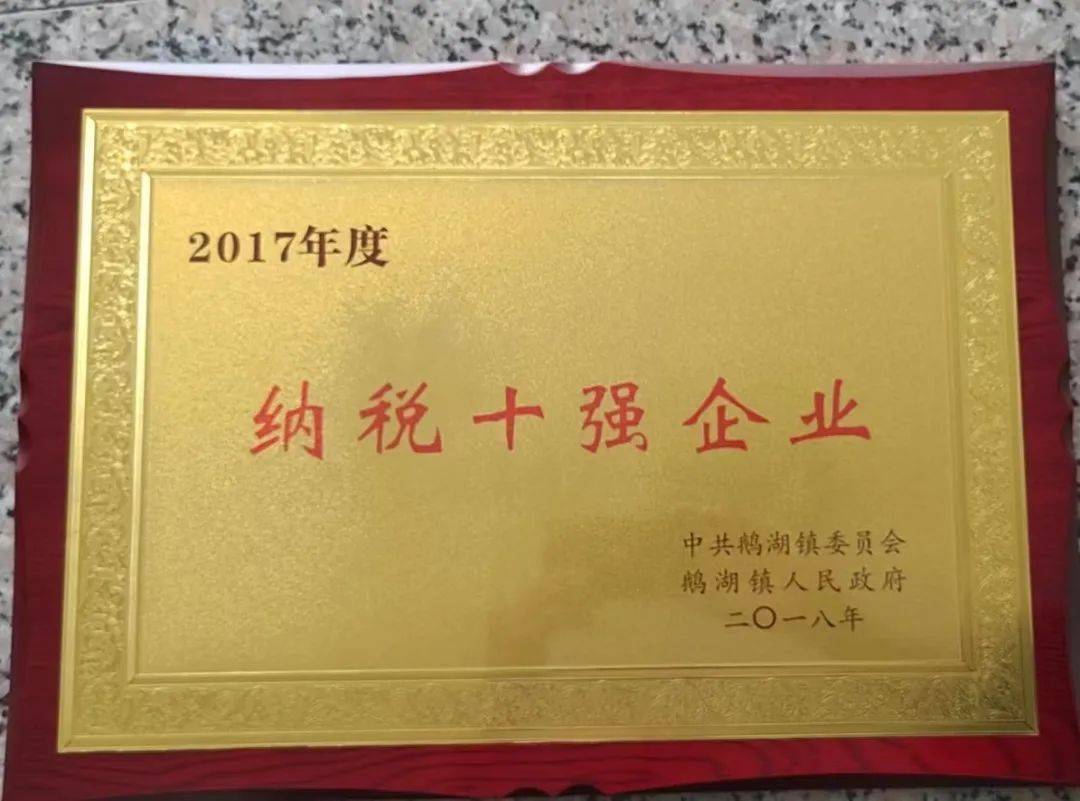 2017年度
纳税十强企业
中共鹅湖镇委员会
鹅湖镇人民政府
二〇一八年